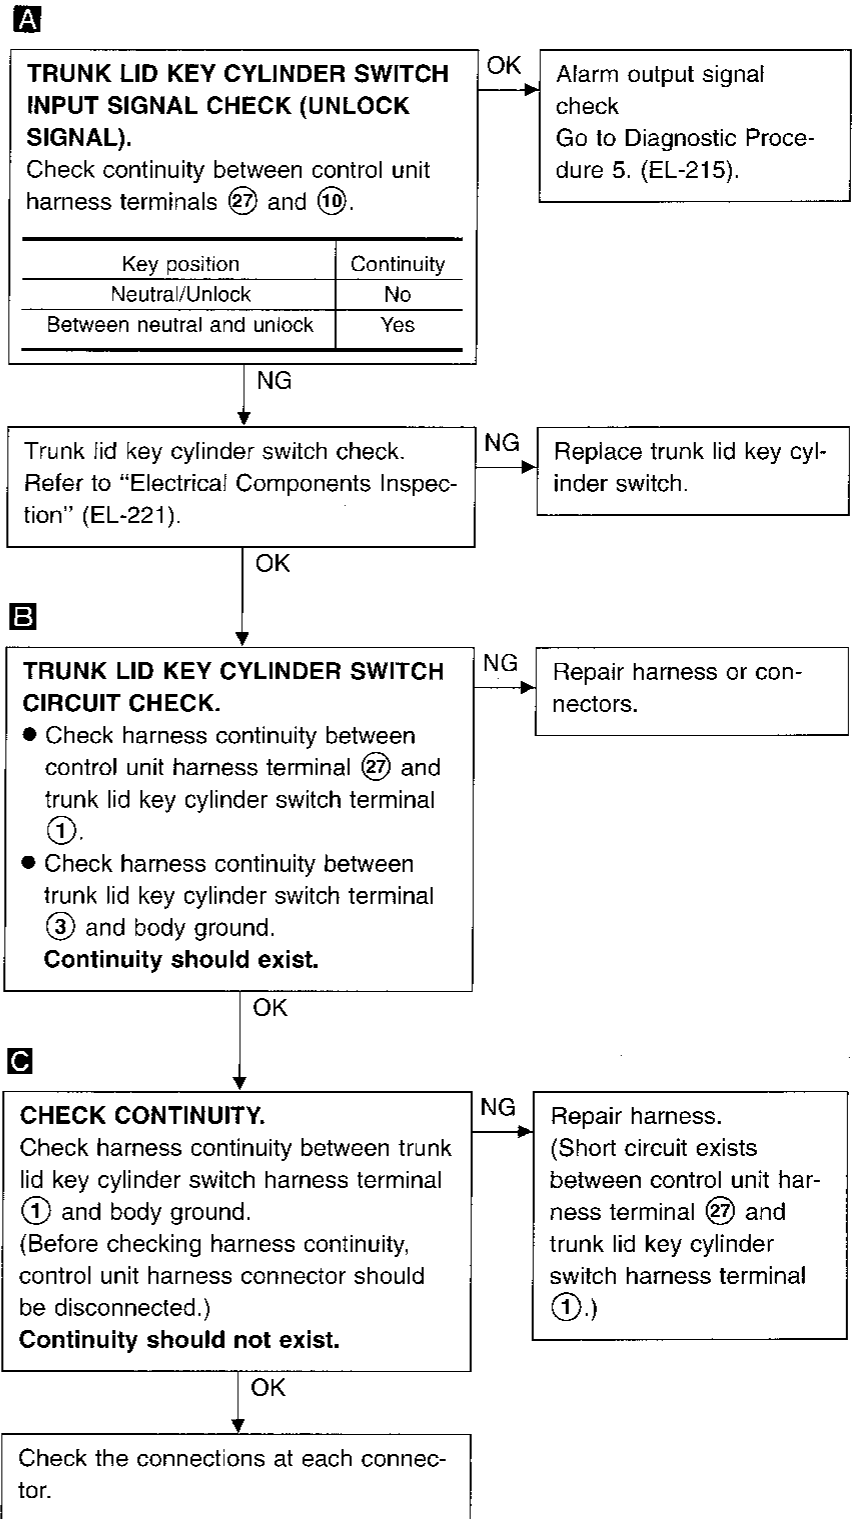 A
TRUNK LID KEY CYLINDER SWITCH
INPUT SIGNAL CHECK (UNLOCK
SIGNAL).
Check continuity between control unit
harness terminals ㉗ and ⑩.
Key position Continuity
Neutral/Unlock No
Between neutral and unlock Yes
OK
Alarm output signal
check
Go to Diagnostic Proce-
dure 5. (EL-215).
NG
Trunk lid key cylinder switch check.
Refer to “Electrical Components Inspec-
tion” (EL-221).
NG
Replace trunk lid key cyl-
inder switch.
OK
B
TRUNK LID KEY CYLINDER SWITCH
CIRCUIT CHECK.
● Check harness continuity between
control unit harness terminal ㉗ and
trunk lid key cylinder switch terminal
①.
● Check harness continuity between
trunk lid key cylinder switch terminal
③ and body ground.
Continuity should exist.
NG
Repair harness or con-
nectors.
OK
C
CHECK CONTINUITY.
Check harness continuity between trunk
lid key cylinder switch harness terminal
① and body ground.
(Before checking harness continuity,
control unit harness connector should
be disconnected.)
Continuity should not exist.
NG
Repair harness.
(Short circuit exists
between control unit har-
ness terminal ㉗ and
trunk lid key cylinder
switch harness terminal
①.)
OK
Check the connections at each connec-
tor.